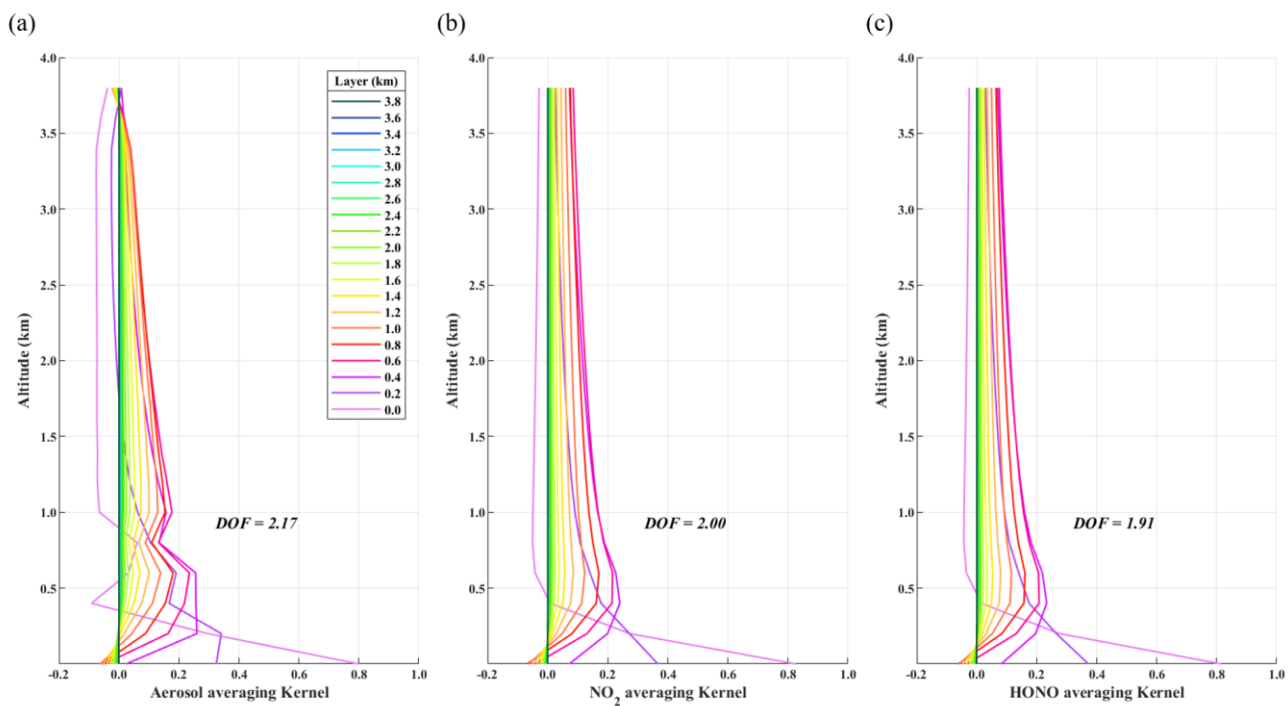 (a)
4.0
3.5
3.0
2.5
2.0
1.5
1.0
0.5
Altitude (km)
-0.2 0.0 0.2 0.4 0.6 0.8 1.0
Aerosol averaging Kernel
DOF = 2.17
Layer (km)
3.8
3.6
3.4
3.2
3.0
2.8
2.6
2.4
2.2
2.0
1.8
1.6
1.4
1.2
1.0
0.8
0.6
0.4
0.2
0.0
(b)
4.0
3.5
3.0
2.5
2.0
1.5
1.0
0.5
Altitude (km)
-0.2 0.0 0.2 0.4 0.6 0.8 1.0
NO₂ averaging Kernel
DOF = 2.00
(c)
4.0
3.5
3.0
2.5
2.0
1.5
1.0
0.5
Altitude (km)
-0.2 0.0 0.2 0.4 0.6 0.8 1.0
HONO averaging Kernel
DOF = 1.91